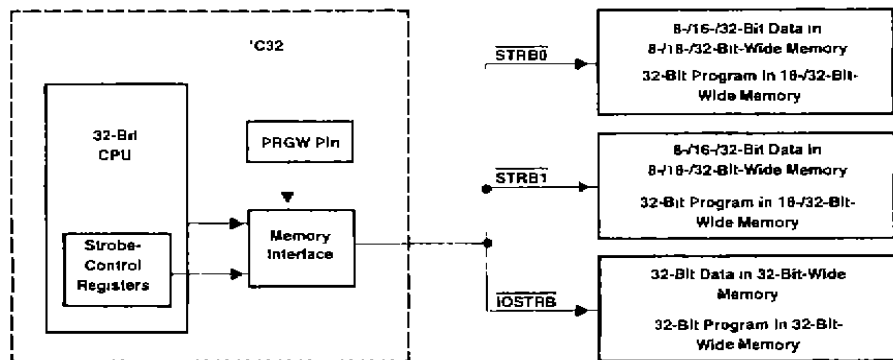 'C32
32-Bit
CPU
PRGW Pin
Strobe-
Control
Registers
Memory
Interface
STRB0
8-/16-/32-Bit Data in
8-/16-/32-Bit-Wide Memory
32-Bit Program in 16-/32-Bit-
Wide Memory
STRB1
8-/16-/32-Bit Data in
8-/16-/32-Bit-Wide Memory
32-Bit Program in 16-/32-Bit-
Wide Memory
IOSTRB
32-Bit Data in 32-Bit-Wide
Memory
32-Bit Program in 32-Bit-
Wide Memory